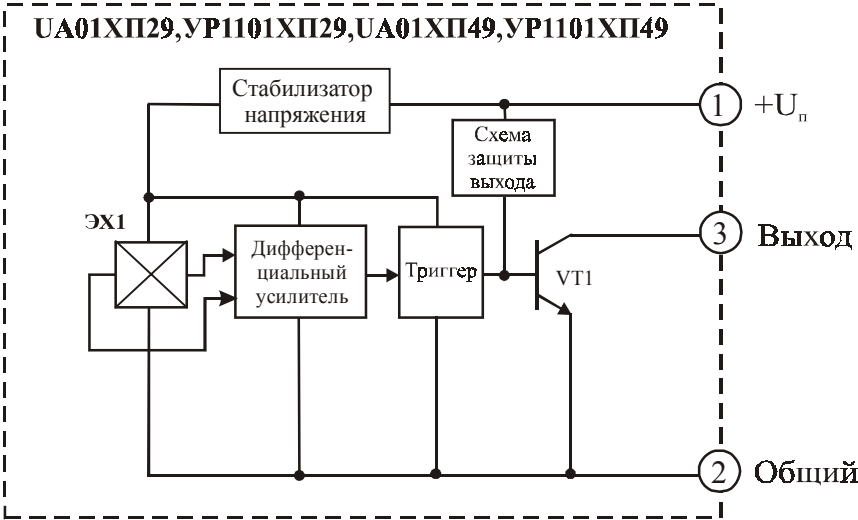 UA01ХП29,УР1101ХП29,UA01ХП49,УР1101ХП49
Стабилизатор
напряжения
1
+Uп
Схема
защиты
выхода
ЭХ1
3
Выход
Дифферен-
циальный
усилитель
Триггер
VT1
2
Общий